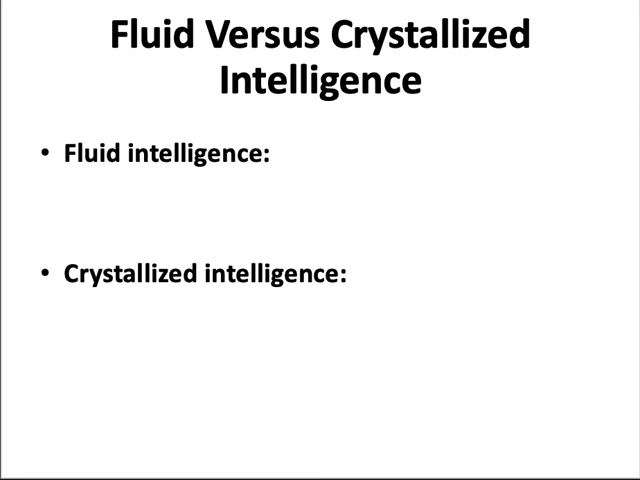 Fluid Versus Crystallized
Intelligence
• Fluid intelligence:
• Crystallized intelligence: